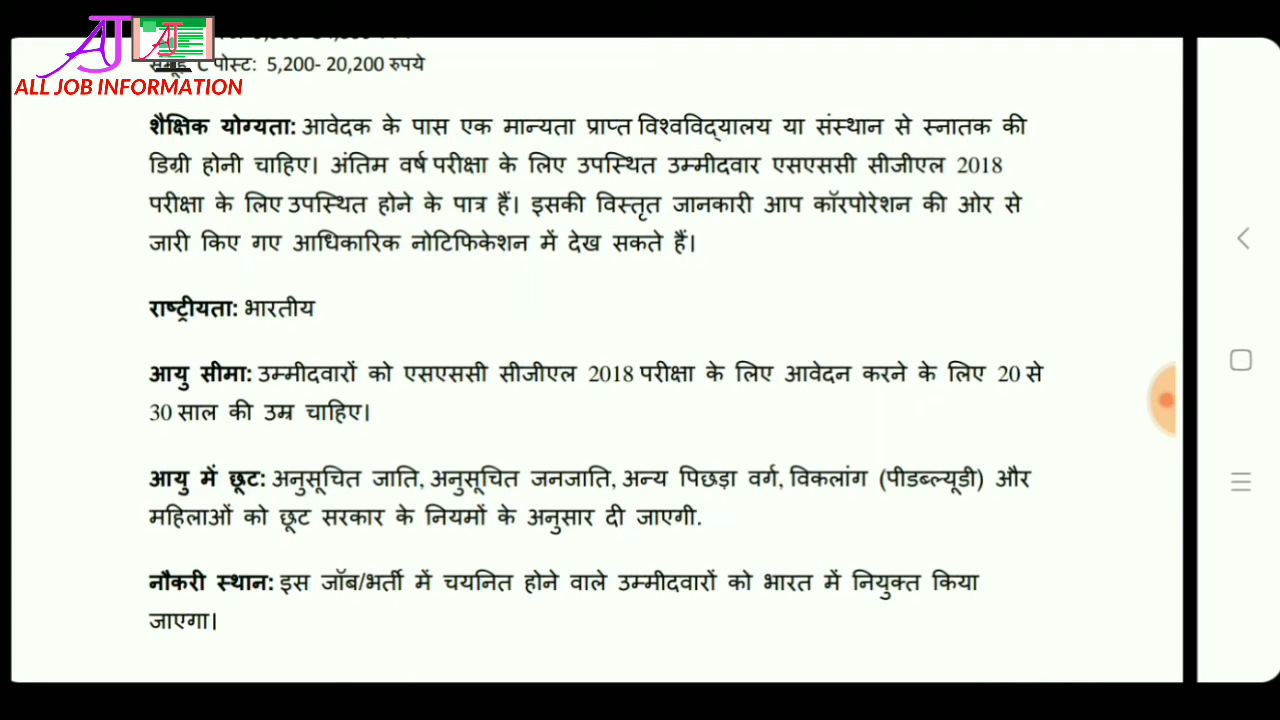 AJ
ALL JOB INFORMATION
समूह C पोस्ट: 5,200- 20,200 रुपये
शैक्षिक योग्यता: आवेदक के पास एक मान्यता प्राप्त विश्वविद्यालय या संस्थान से स्नातक की
डिग्री होनी चाहिए। अंतिम वर्ष परीक्षा के लिए उपस्थित उम्मीदवार एसएससी सीजीएल 2018
परीक्षा के लिए उपस्थित होने के पात्र हैं। इसकी विस्तृत जानकारी आप कॉरपोरेशन की ओर से
जारी किए गए आधिकारिक नोटिफिकेशन में देख सकते हैं।
राष्ट्रीयता: भारतीय
आयु सीमा: उम्मीदवारों को एसएससी सीजीएल 2018 परीक्षा के लिए आवेदन करने के लिए 20 से
30 साल की उम्र चाहिए।
आयु में छूट: अनुसूचित जाति, अनुसूचित जनजाति, अन्य पिछड़ा वर्ग, विकलांग (पीडब्ल्यूडी) और
महिलाओं को छूट सरकार के नियमों के अनुसार दी जाएगी.
नौकरी स्थान: इस जॉब/भर्ती में चयनित होने वाले उम्मीदवारों को भारत में नियुक्त किया
जाएगा।